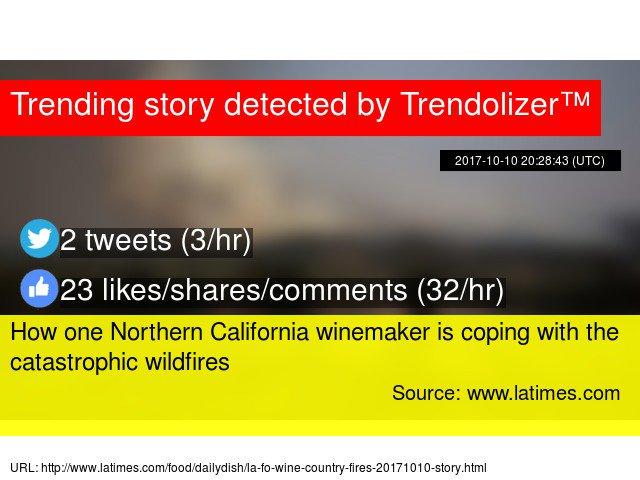 Trending story detected by Trendolizer™
2017-10-10 20:28:43 (UTC)
2 tweets (3/hr)
23 likes/shares/comments (32/hr)
How one Northern California winemaker is coping with the
catastrophic wildfires
Source: www.latimes.com
URL: http://www.latimes.com/food/dailydish/la-fo-wine-country-fires-20171010-story.html